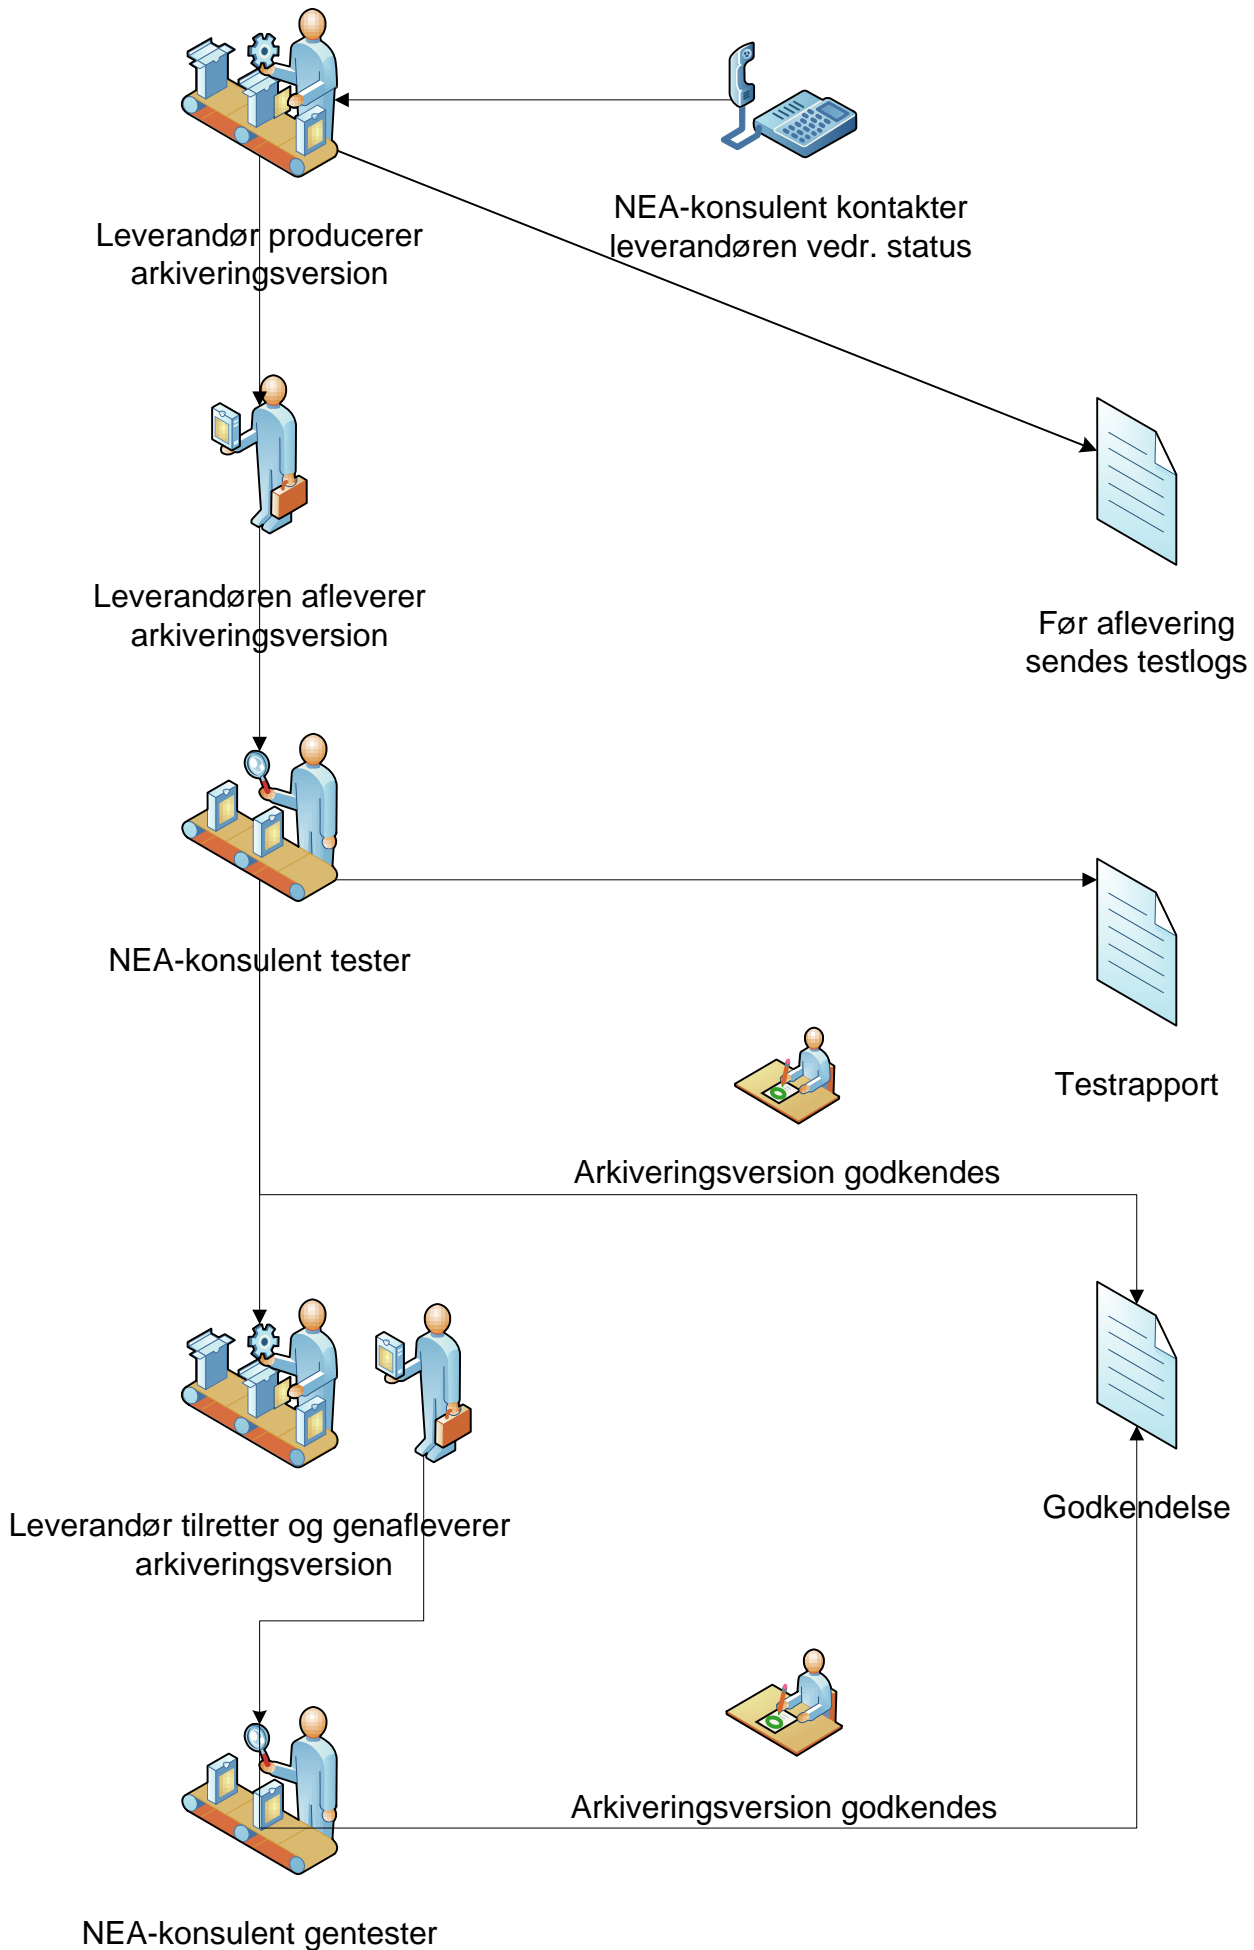 NEA-konsulent kontakter
leverandøren vedr. status
Leverandør producerer
arkiveringsversion
Leverandøren afleverer
arkiveringsversion
Før aflevering
sendes testlogs
NEA-konsulent tester
Testrapport
Arkiveringsversion godkendes
Leverandør tilretter og genafleverer
arkiveringsversion
Godkendelse
Arkiveringsversion godkendes
NEA-konsulent gentester